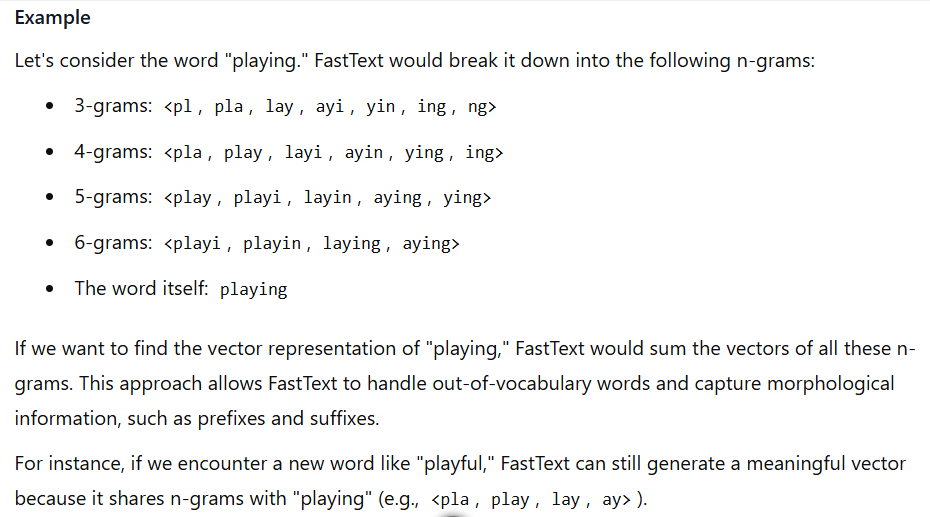 Example
Let's consider the word "playing." FastText would break it down into the following n-grams:
• 3-grams: <pl, pla, lay, ayi, yin, ing, ng>
• 4-grams: <pla, play, layi, ayin, ying, ing>
• 5-grams: <play, playi, layin, aying, ying>
• 6-grams: <playi, playin, laying, aying>
• The word itself: playing
If we want to find the vector representation of "playing," FastText would sum the vectors of all these n-
grams. This approach allows FastText to handle out-of-vocabulary words and capture morphological
information, such as prefixes and suffixes.
For instance, if we encounter a new word like "playful," FastText can still generate a meaningful vector
because it shares n-grams with "playing" (e.g., <pla, play, lay, ay>).